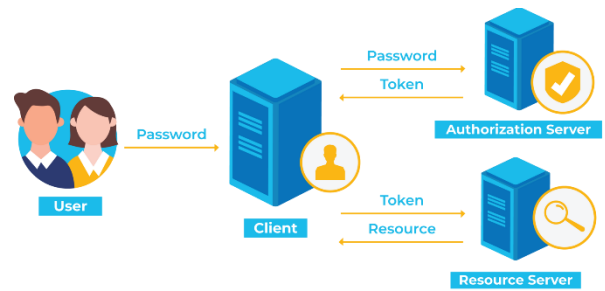 Password
Token
Authorization Server
Password
User
Client
Token
Resource
Resource Server